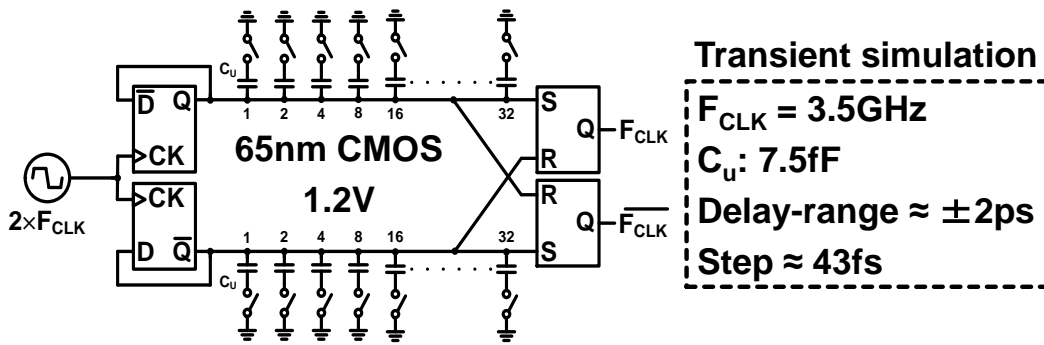 C_U
1 2 4 8 16 32
D̅ Q
CK
2×F_CLK
CK
D Q̅
65nm CMOS
1.2V
1 2 4 8 16 32
C_U
S
Q
R
F_CLK
R
Q
S
F̅_CLK
Transient simulation
F_CLK = 3.5GHz
C_u: 7.5fF
Delay-range ≈ ±2ps
Step ≈ 43fs